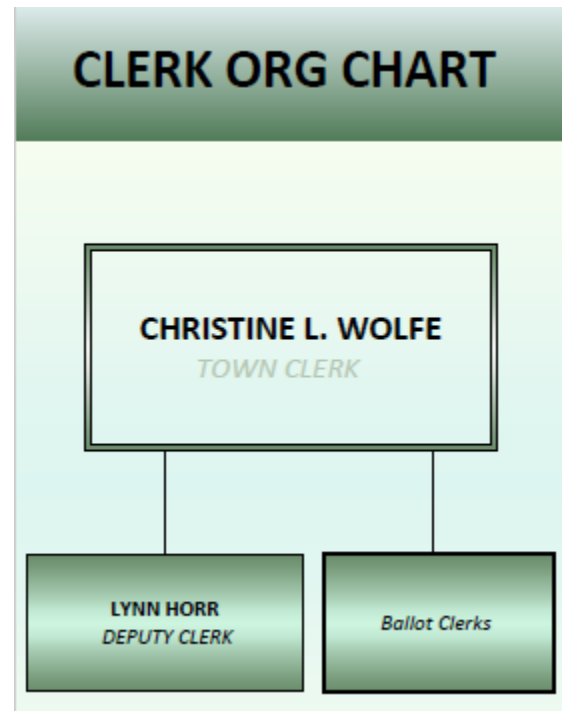 CLERK ORG CHART
CHRISTINE L. WOLFE
TOWN CLERK
LYNN HORR
DEPUTY CLERK
Ballot Clerks